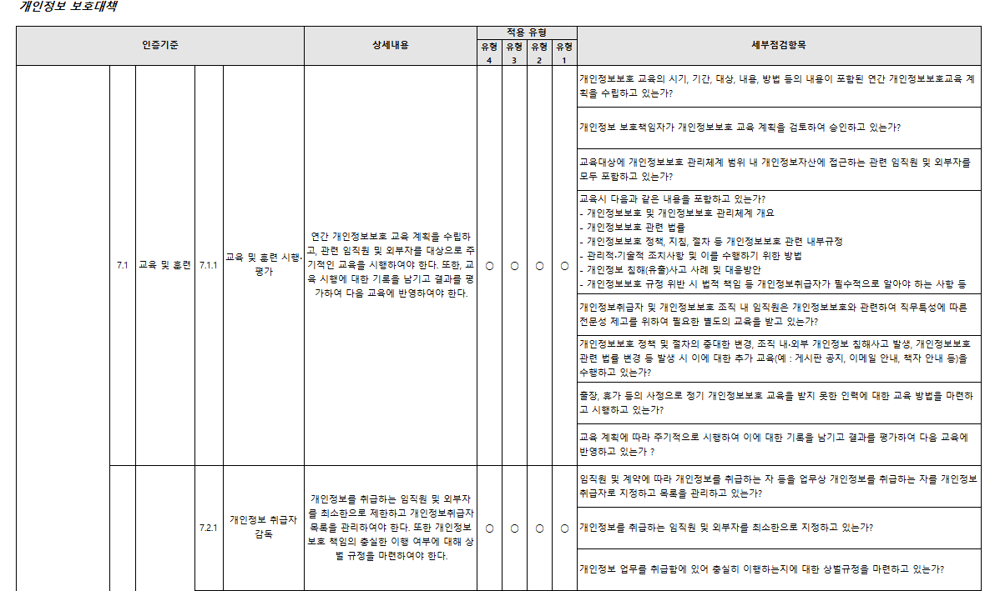 개인정보 보호대책
인증기준
상세내용
적용 유형
유형 4
유형 3
유형 2
유형 1
세부점검항목
7.1
교육 및 훈련
7.1.1
교육 및 훈련 시행·
평가
연간 개인정보보호 교육 계획을 수립하
고, 관련 임직원 및 외부자를 대상으로 주
기적인 교육을 시행하여야 한다. 또한, 교
육 시행에 대한 기록을 남기고 결과를 평
가하여 다음 교육에 반영하여야 한다.
○
○
○
○
개인정보보호 교육의 시기, 기간, 대상, 내용, 방법 등의 내용이 포함된 연간 개인정보보호교육 계
획을 수립하고 있는가?
개인정보 보호책임자가 개인정보보호 교육 계획을 검토하여 승인하고 있는가?
교육대상에 개인정보보호 관리체계 범위 내 개인정보자산에 접근하는 관련 임직원 및 외부자를
모두 포함하고 있는가?
교육시 다음과 같은 내용을 포함하고 있는가?
- 개인정보보호 및 개인정보보호 관리체계 개요
- 개인정보보호 관련 법률
- 개인정보보호 정책, 지침, 절차 등 개인정보보호 관련 내부규정
- 관리적·기술적 조치사항 및 이를 수행하기 위한 방법
- 개인정보 침해(유출)사고 사례 및 대응방안
- 개인정보보호 규정 위반 시 법적 책임 등 개인정보취급자가 필수적으로 알아야 하는 사항 등
개인정보취급자 및 개인정보보호 조직 내 임직원은 개인정보보호와 관련하여 직무특성에 따른
전문성 제고를 위하여 필요한 별도의 교육을 받고 있는가?
개인정보보호 정책 및 절차의 중대한 변경, 조직 내·외부 개인정보 침해사고 발생, 개인정보보호
관련 법률 변경 등 발생 시 이에 대한 추가 교육(예 : 게시판 공지, 이메일 안내, 책자 안내 등)을
수행하고 있는가?
출장, 휴가 등의 사정으로 정기 개인정보보호 교육을 받지 못한 인력에 대한 교육 방법을 마련하
고 시행하고 있는가?
교육 계획에 따라 주기적으로 시행하여 이에 대한 기록을 남기고 결과를 평가하여 다음 교육에
반영하고 있는가 ?
7.2.1
개인정보 취급자
감독
개인정보를 취급하는 임직원 및 외부자
를 최소한으로 제한하고 개인정보취급자
목록을 관리하여야 한다. 또한 개인정보
보호 책임의 충실한 이행 여부에 대해 상
벌 규정을 마련하여야 한다.
○
○
○
○
임직원 및 계약에 따라 개인정보를 취급하는 자 등을 업무상 개인정보를 취급하는 자를 개인정보
취급자로 지정하고 목록을 관리하고 있는가?
개인정보를 취급하는 임직원 및 외부자를 최소한으로 지정하고 있는가?
개인정보 업무를 취급함에 있어 충실히 이행하는지에 대한 상벌규정을 마련하고 있는가?